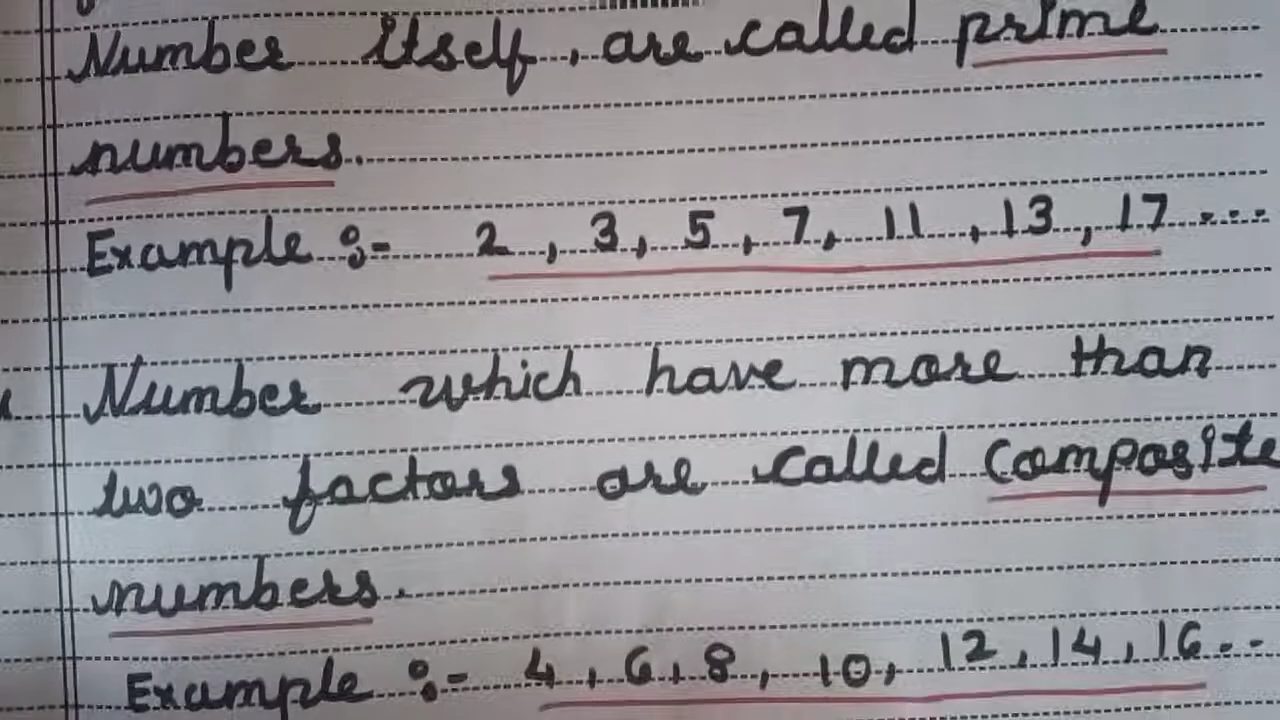 Number itself, are called prime
numbers.
Example :- 2, 3, 5, 7, 11, 13, 17 ....
Number which have more than
two factors are called Composite
numbers.
Example :- 4, 6, 8, 10, 12, 14, 16 ..